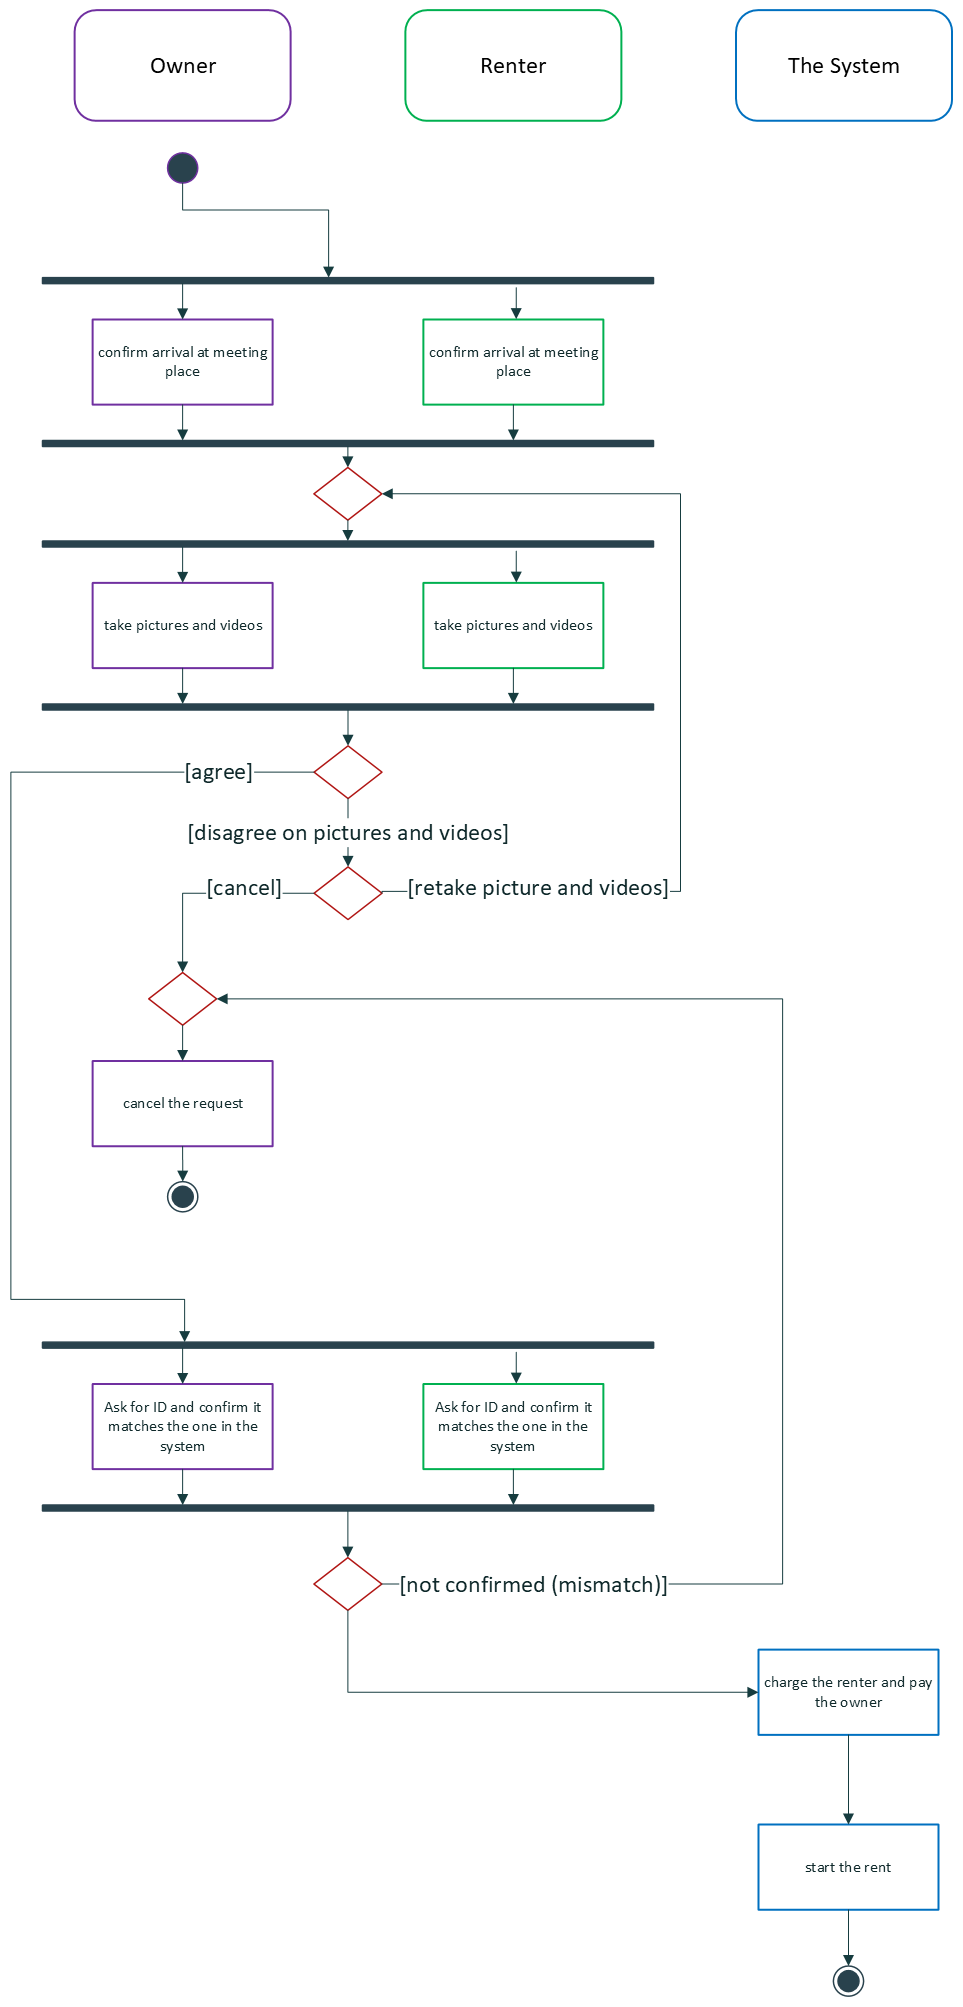 Owner
Renter
The System
confirm arrival at meeting
place
confirm arrival at meeting
place
take pictures and videos
take pictures and videos
[agree]
[disagree on pictures and videos]
[cancel]
[retake picture and videos]
cancel the request
Ask for ID and confirm it
matches the one in the
system
Ask for ID and confirm it
matches the one in the
system
[not confirmed (mismatch)]
charge the renter and pay
the owner
start the rent